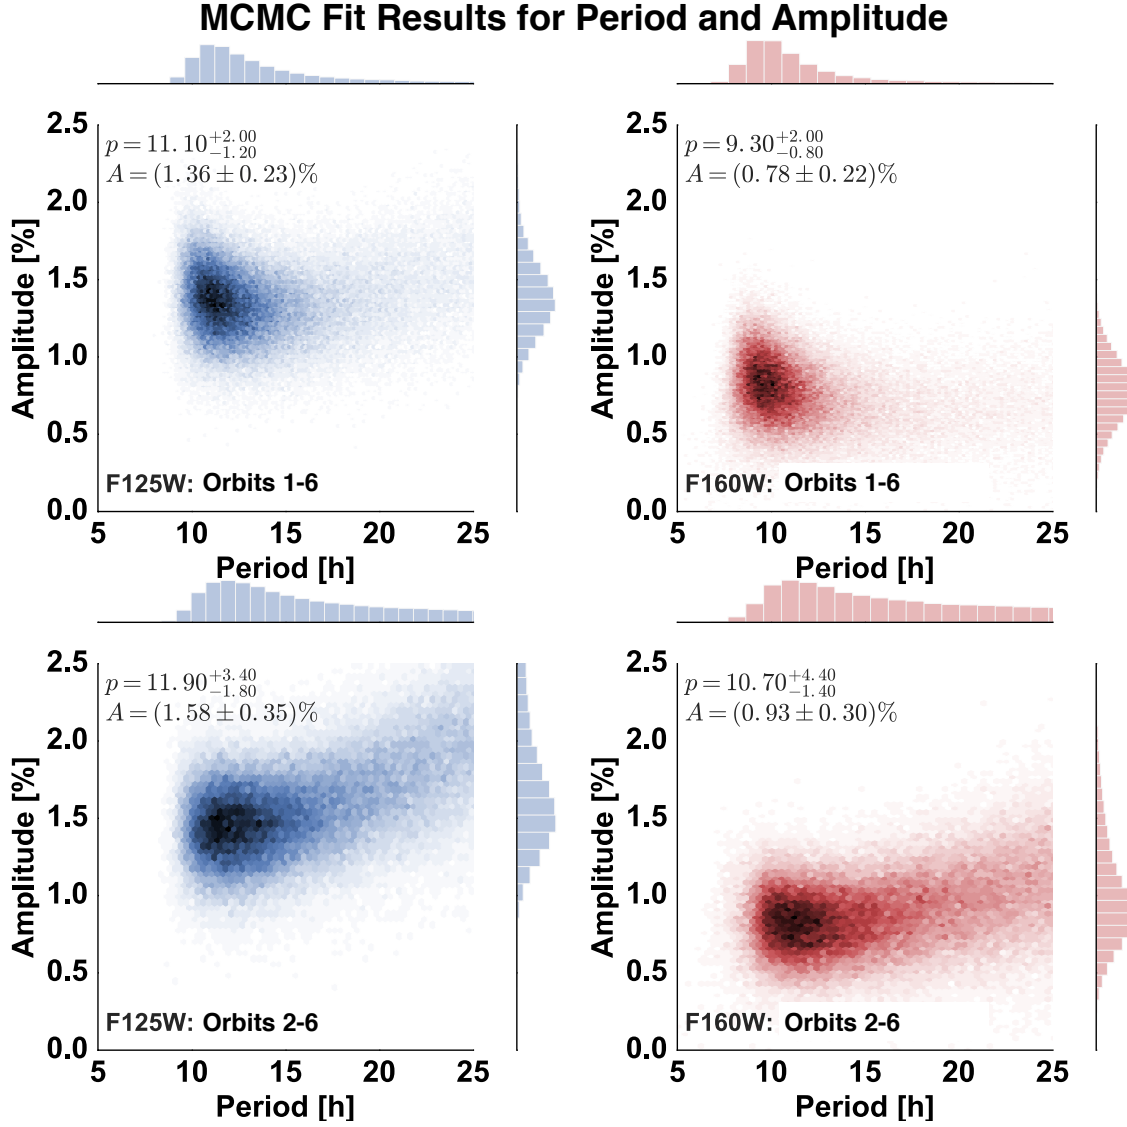 MCMC Fit Results for Period and Amplitude
p = 11.10 +2.00 −1.20
A = (1.36 ± 0.23)%
F125W: Orbits 1-6
Amplitude [%]
2.5
2.0
1.5
1.0
0.5
0.0
5 10 15 20 25
Period [h]
p = 9.30 +2.00 −0.80
A = (0.78 ± 0.22)%
F160W: Orbits 1-6
Amplitude [%]
2.5
2.0
1.5
1.0
0.5
0.0
5 10 15 20 25
Period [h]
p = 11.90 +3.40 −1.80
A = (1.58 ± 0.35)%
F125W: Orbits 2-6
Amplitude [%]
2.5
2.0
1.5
1.0
0.5
0.0
5 10 15 20 25
Period [h]
p = 10.70 +4.40 −1.40
A = (0.93 ± 0.30)%
F160W: Orbits 2-6
Amplitude [%]
2.5
2.0
1.5
1.0
0.5
0.0
5 10 15 20 25
Period [h]